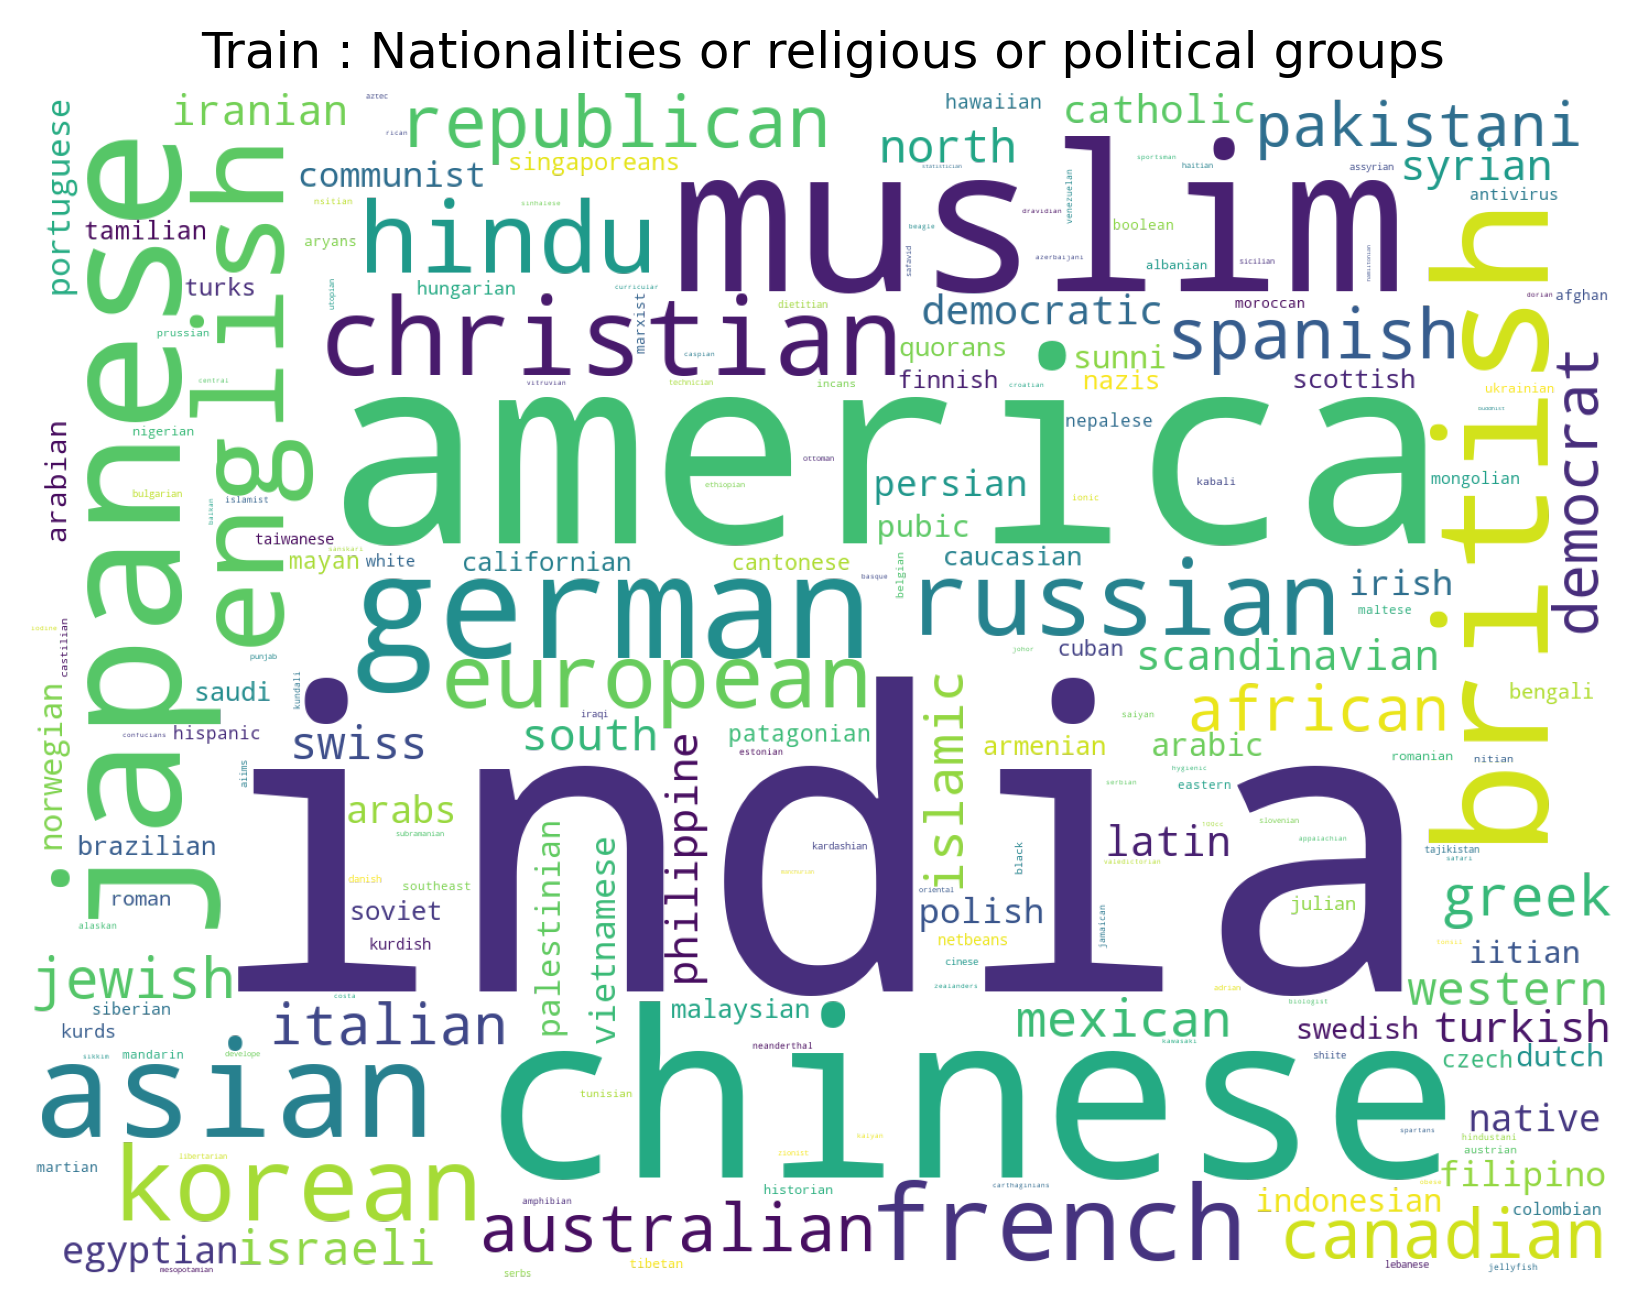 Train : Nationalities or religious or political groups
portuguese
iranian
aztec
rican
republican
hawaiian
catholic
pakistani
north
syrian
communist
singaporeans
muslim
statistician
sportsman
haitian
assyrian
antivirus
japanese
english
nsitian
sinhalese
hindu
dravidian
venezuelan
boolean
british
tamilian
aryans
beagle
safavid
azerbaijani
albanian
sicilian
turks
utopian
hungarian
curricular
dietitian
moroccan
dorian
afghan
prussian
christian
marxist
democratic
spanish
quorans
sunni
caspian
finnish
nazis
scottish
democrat
central
vitruvian
technician
incans
croatian
ukrainian
buddhist
america
nigerian
nepalese
arabian
ottoman
persian
kabali
mongolian
bulgarian
islamist
ethiopian
ionic
balkan
pubic
taiwanese
sanskari
mayan
white
californian
cantonese
caucasian
basque
belgian
german
russian
irish
maltese
castilian
punjab
johor
cuban
scandinavian
european
saudi
kundali
islamic
african
bengali
norwegian
iraqi
saiyan
confucians
hispanic
swiss
south
patagonian
philippine
armenian
arabic
romanian
nitian
estonian
india
aiims
hygienic
serbian
eastern
arabs
subramanian
palestinian
vietnamese
slovenian
latin
appalachian
brazilian
kardashian
black
valedictorian
tajikistan
safari
danish
southeast
oriental
greek
roman
soviet
polish
julian
alaskan
kurdish
netbeans
jamaican
iitian
jewish
cinese
costa
zealanders
adrian
biologist
western
siberian
italian
malaysian
mexican
swedish
turkish
kurds
chinese
sikkim
mandarin
develope
neanderthal
kawasaki
shiite
czech
dutch
asian
tunisian
native
spartans
hindustani
martian
libertarian
zionist
austrian
korean
historian
carthaginians
filipino
amphibian
australian
french
indonesian
colombian
egyptian
israeli
canadian
mesopotamian
serbs
tibetan
lebanese
jellyfish